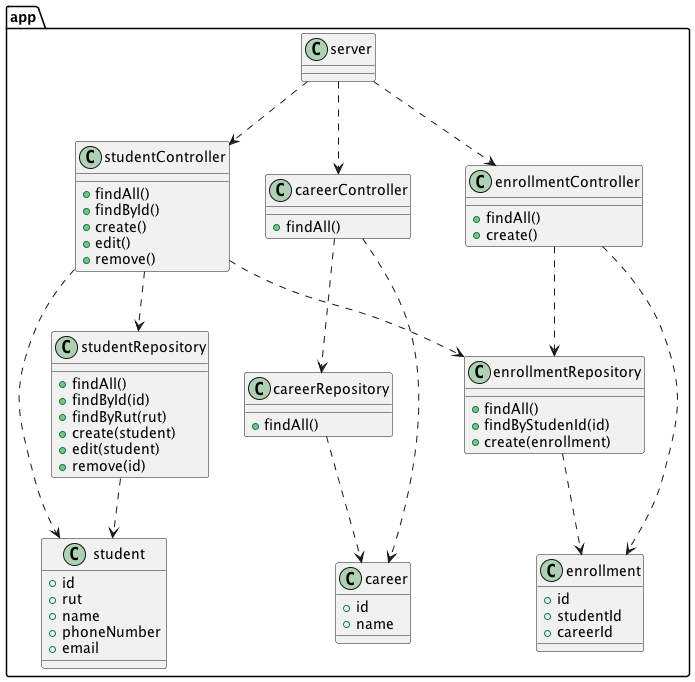 app
C server
C studentController
findAll()
findById()
create()
edit()
remove()
C careerController
findAll()
C enrollmentController
findAll()
create()
C studentRepository
findAll()
findById(id)
findByRut(rut)
create(student)
edit(student)
remove(id)
C careerRepository
findAll()
C enrollmentRepository
findAll()
findByStudenId(id)
create(enrollment)
C student
id
rut
name
phoneNumber
email
C career
id
name
C enrollment
id
studentId
careerId